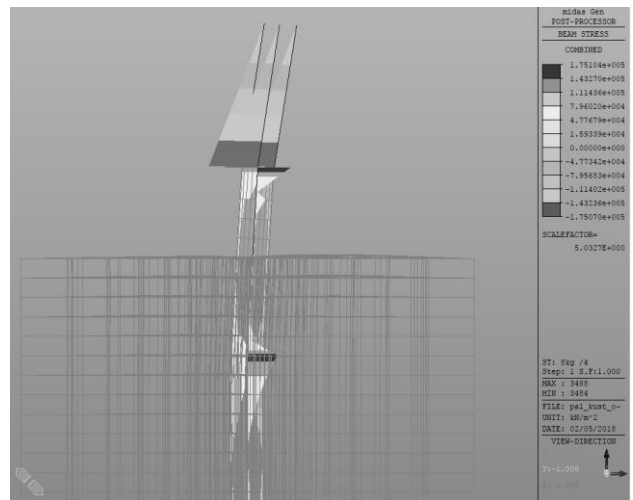 midas Gen
POST-PROCESSOR
BEAM STRESS
COMBINED
1.75104e+005
1.43270e+005
1.11436e+005
7.96020e+004
4.77679e+004
1.59339e+004
0.00000e+000
-4.77342e+004
-7.95683e+004
-1.11402e+005
-1.43236e+005
-1.75070e+005
SCALEFACTOR=
5.0327E+000
/4
Step: 1 S.F:1.000
MAX : 3488
MIN : 3484
FILE: pal_kust_o~
UNIT: kN/m^2
DATE: 02/05/2018
VIEW-DIRECTION
Y:-1.000